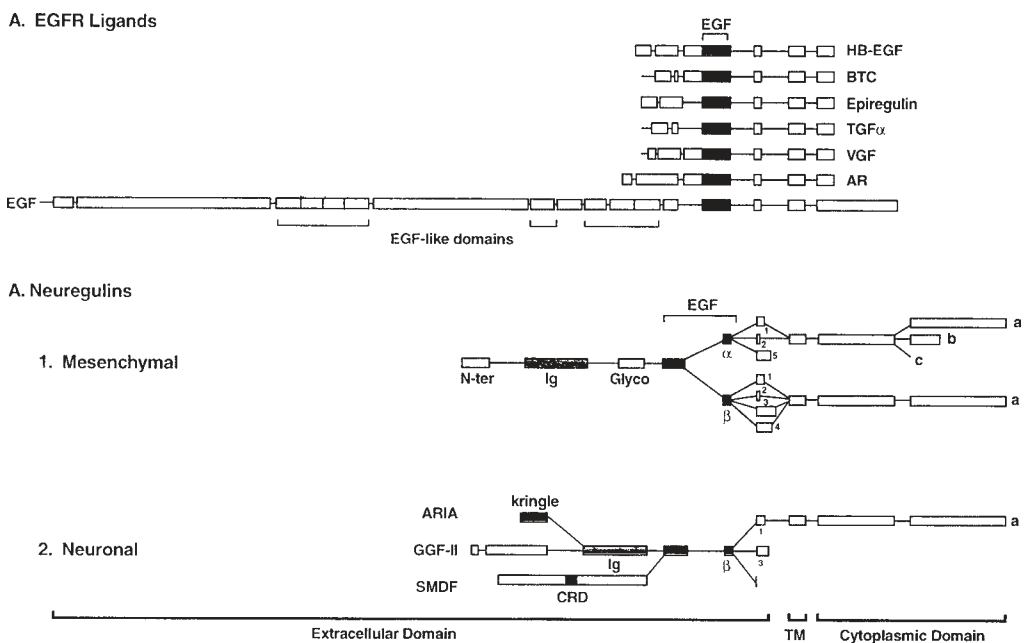 A. EGFR Ligands
EGF
HB-EGF
BTC
Epiregulin
TGFα
VGF
AR
EGF
EGF-like domains
A. Neuregulins
EGF
1. Mesenchymal
N-ter
Ig
Glyco
α
1
2
5
a
b
c
β
1
2
3
4
a
2. Neuronal
ARIA
kringle
GGF-II
Ig
SMDF
CRD
β
1
3
a
Extracellular Domain
TM
Cytoplasmic Domain